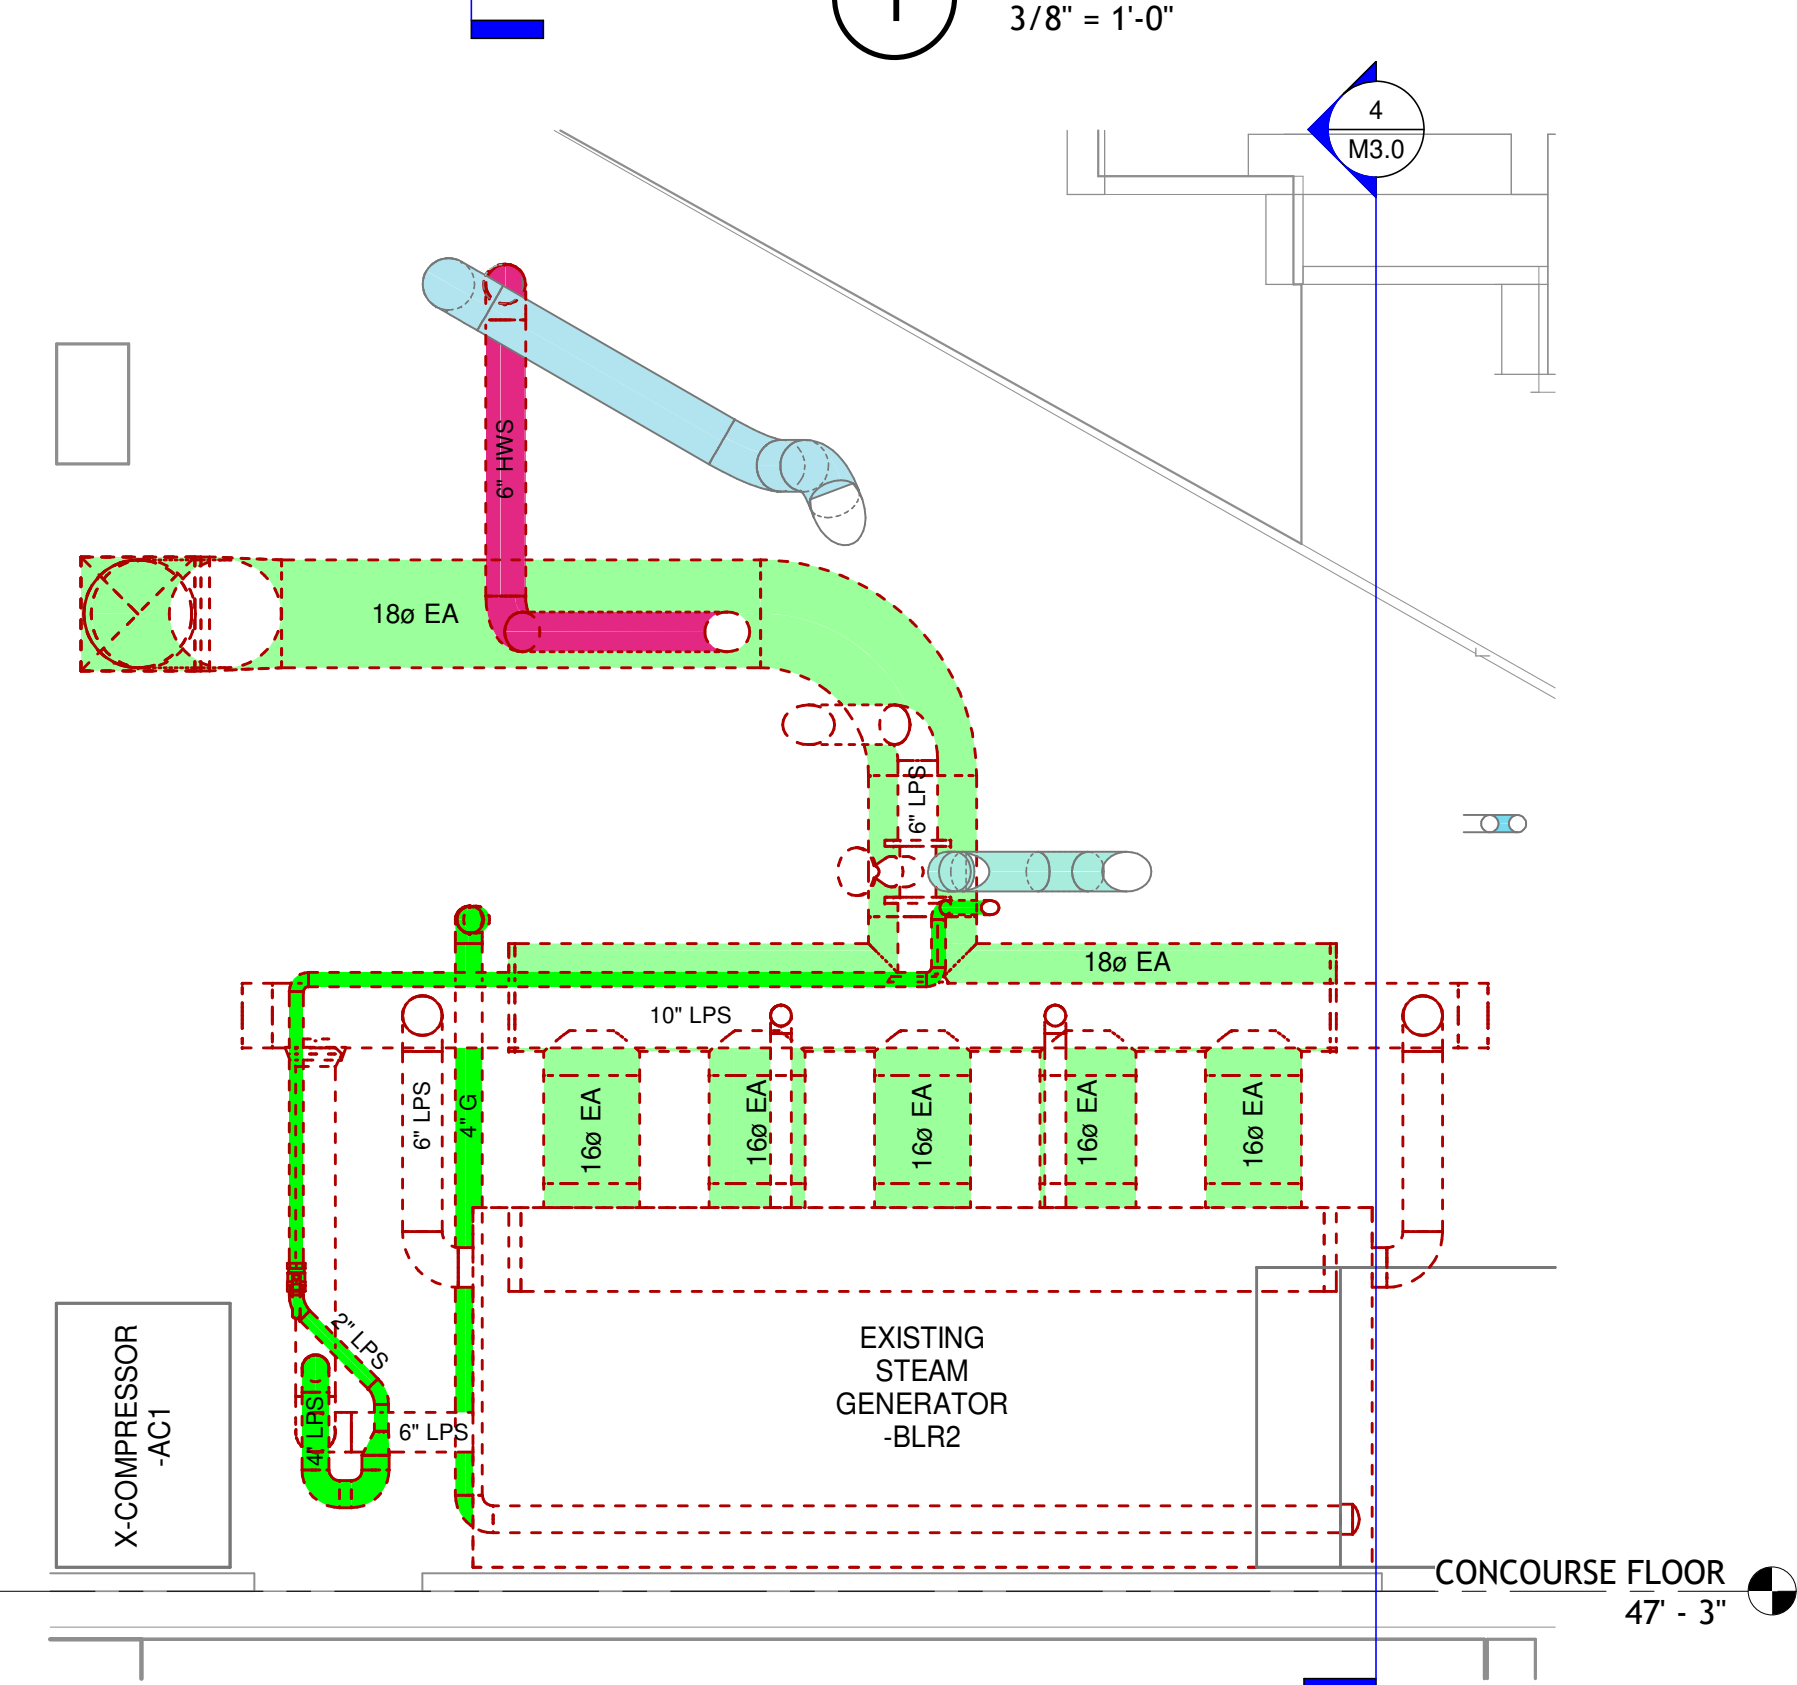 1
3/8" = 1'-0"
4
M3.0
6" HWS
18ø EA
6" LPS
18ø EA
10" LPS
6" LPS
4" G
16ø EA
16ø EA
16ø EA
16ø EA
16ø EA
2" LPS
4" LPS
6" LPS
X-COMPRESSOR
-AC1
EXISTING
STEAM
GENERATOR
-BLR2
CONCOURSE FLOOR
47' - 3"